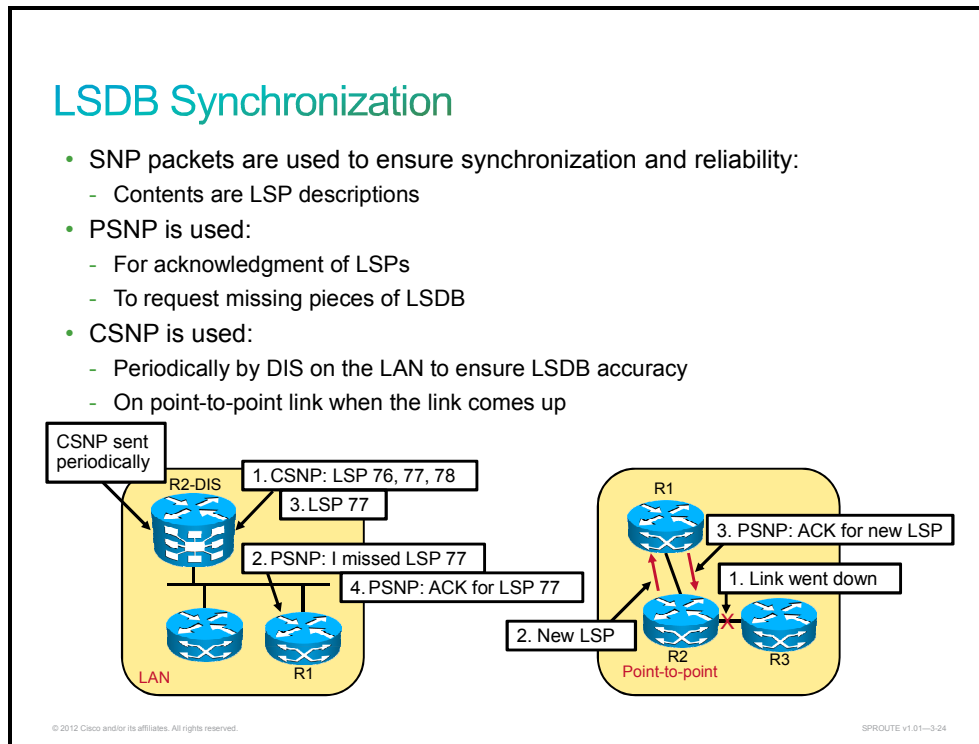 LSDB Synchronization
• SNP packets are used to ensure synchronization and reliability:
- Contents are LSP descriptions
• PSNP is used:
- For acknowledgment of LSPs
- To request missing pieces of LSDB
• CSNP is used:
- Periodically by DIS on the LAN to ensure LSDB accuracy
- On point-to-point link when the link comes up
CSNP sent
periodically
R2-DIS
1. CSNP: LSP 76, 77, 78
3. LSP 77
2. PSNP: I missed LSP 77
4. PSNP: ACK for LSP 77
LAN
R1
R1
3. PSNP: ACK for new LSP
1. Link went down
2. New LSP
R2
R3
Point-to-point
© 2012 Cisco and/or its affiliates. All rights reserved.
SPROUTE v1.01—3-24